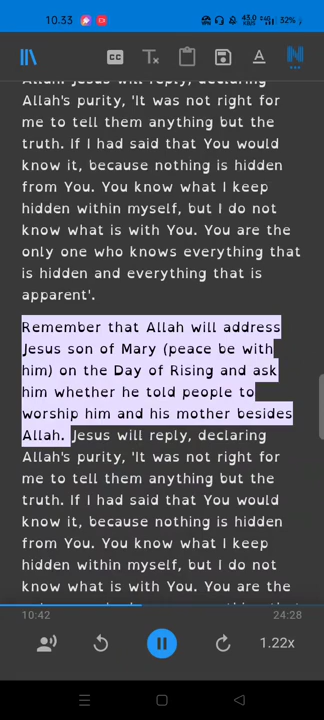 10.33
43.0
KB/S
32%
CC
A
N
Allah. Jesus will reply, declaring
Allah's purity, 'It was not right for
me to tell them anything but the
truth. If I had said that You would
know it, because nothing is hidden
from You. You know what I keep
hidden within myself, but I do not
know what is with You. You are the
only one who knows everything that
is hidden and everything that is
apparent'.
Remember that Allah will address
Jesus son of Mary (peace be with
him) on the Day of Rising and ask
him whether he told people to
worship him and his mother besides
Allah. Jesus will reply, declaring
Allah's purity, 'It was not right for
me to tell them anything but the
truth. If I had said that You would
know it, because nothing is hidden
from You. You know what I keep
hidden within myself, but I do not
know what is with You. You are the
10:42
24:28
1.22x